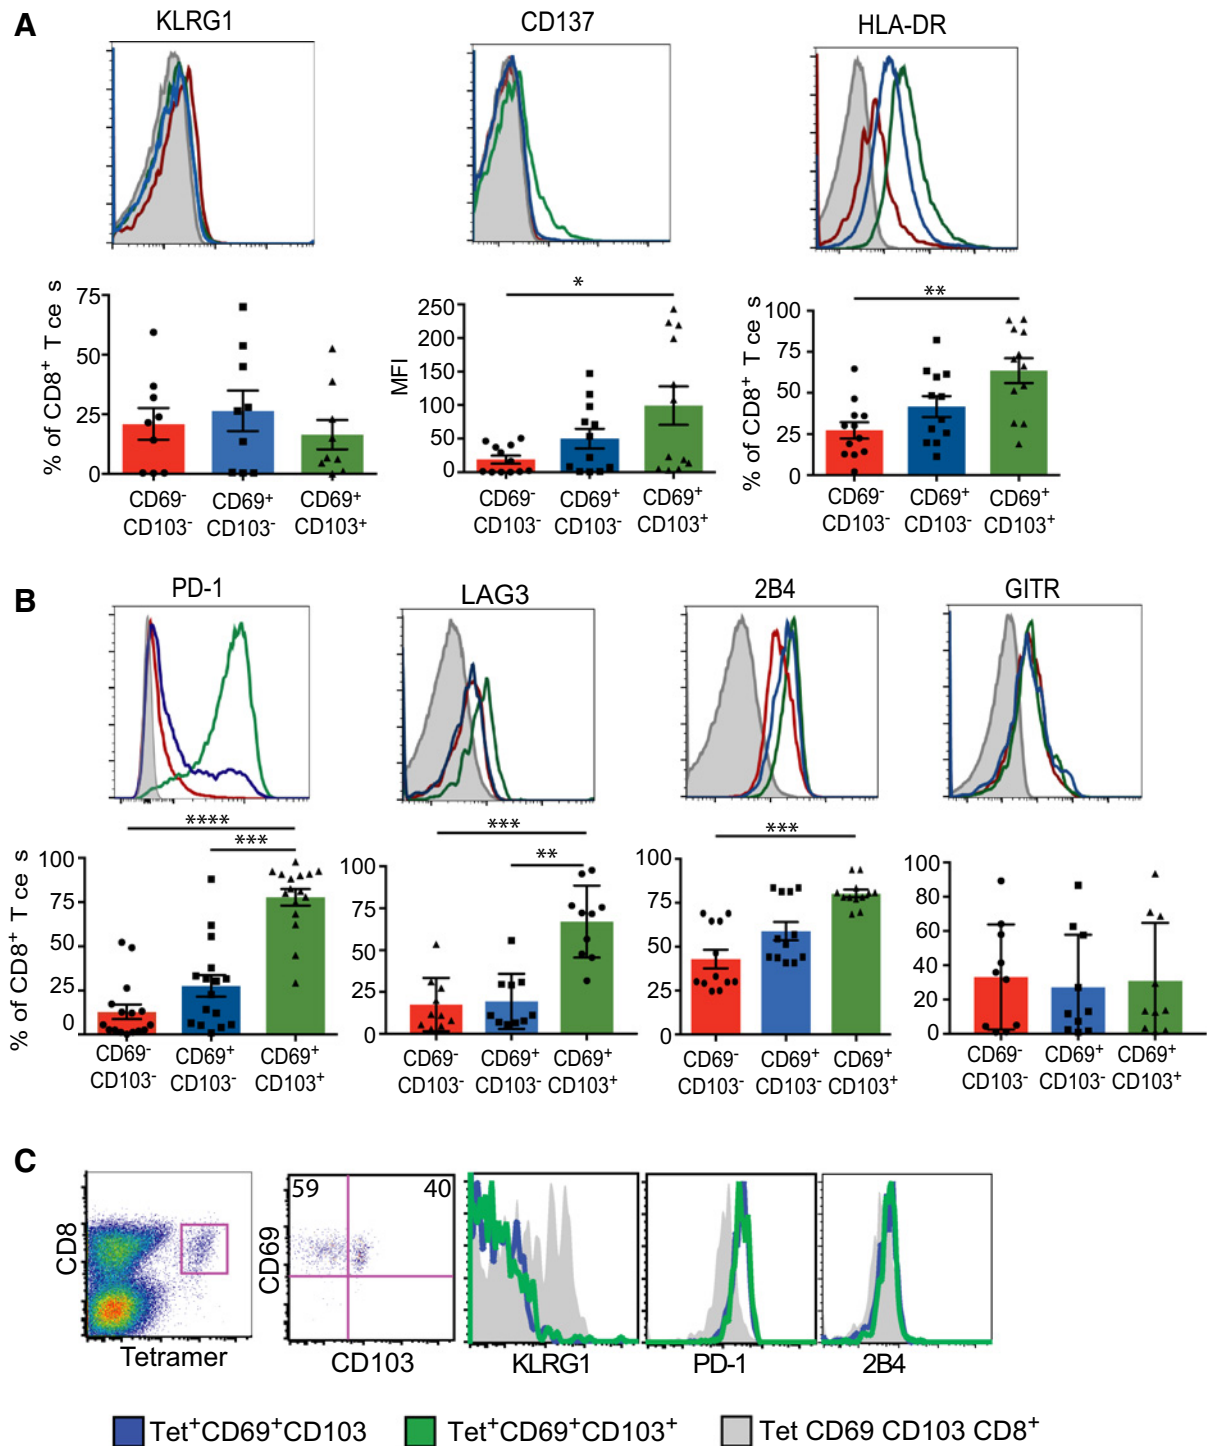 A
KLRG1 CD137 HLA-DR
% of CD8+ T ce s
75
50
25
0
CD69- CD69+ CD69+
CD103- CD103- CD103+
MFI
250
200
150
100
50
0
*
CD69- CD69+ CD69+
CD103- CD103- CD103+
% of CD8+ T ce s
100
75
50
25
0
**
CD69- CD69+ CD69+
CD103- CD103- CD103+
B
PD-1 LAG3 2B4 GITR
****
***
% of CD8+ T ce s
100
75
50
25
0
CD69- CD69+ CD69+
CD103- CD103- CD103+
***
**
100
75
50
25
0
CD69- CD69+ CD69+
CD103- CD103- CD103+
***
100
75
50
25
0
CD69- CD69+ CD69+
CD103- CD103- CD103+
100
80
60
40
20
0
CD69- CD69+ CD69+
CD103- CD103- CD103+
C
CD8
Tetramer
59 40
CD69
CD103
KLRG1
PD-1
2B4
Tet+CD69+CD103 Tet+CD69+CD103+ Tet CD69 CD103 CD8+